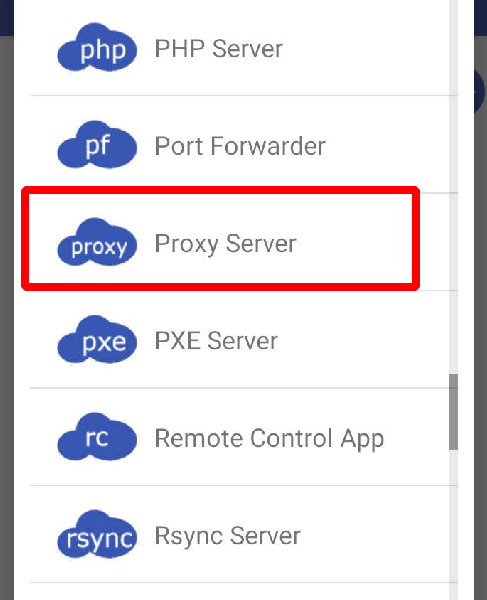 php PHP Server
pf Port Forwarder
proxy Proxy Server
pxe PXE Server
rc Remote Control App
rsync Rsync Server